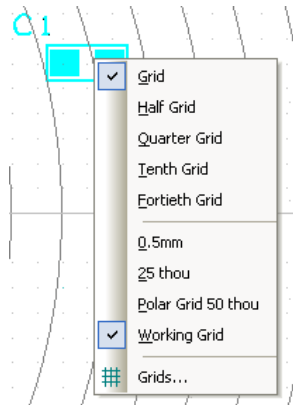 C 1
Grid
Half Grid
Quarter Grid
Tenth Grid
Fortieth Grid
0.5mm
25 thou
Polar Grid 50 thou
Working Grid
Grids...